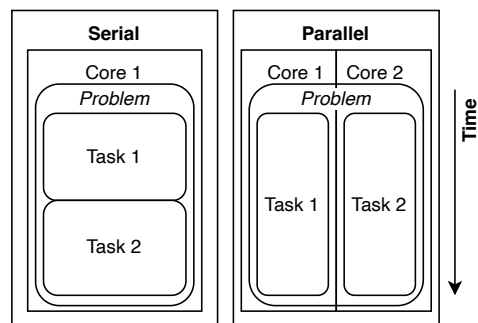 Serial
Core 1
Problem
Task 1
Task 2
Parallel
Core 1 Core 2
Problem
Task 1 Task 2
Time